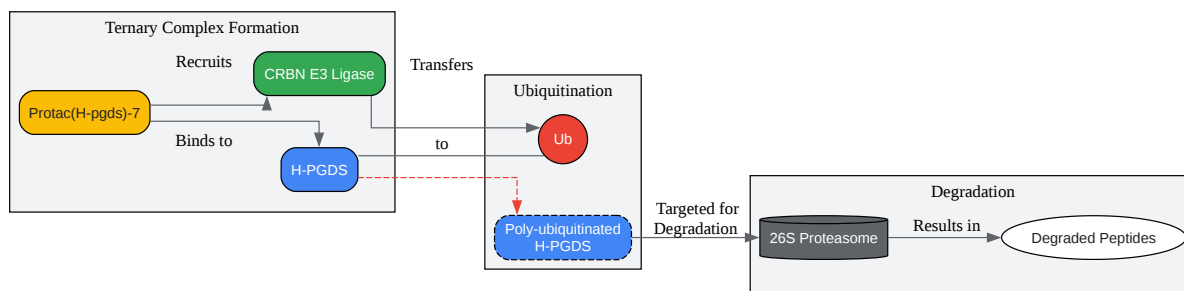 Ternary Complex Formation
Recruits
CRBN E3 Ligase
Transfers
Protac(H-pgds)-7
Binds to
H-PGDS
to
Ubiquitination
Ub
Poly-ubiquitinated
H-PGDS
Targeted for
Degradation
Degradation
26S Proteasome
Results in
Degraded Peptides